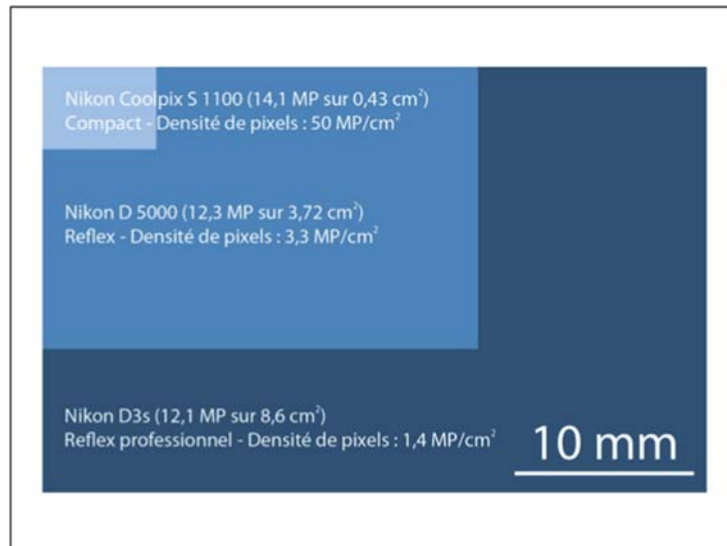 Nikon Coolpix S 1100 (14,1 MP sur 0,43 cm²)
Compact - Densité de pixels : 50 MP/cm²
Nikon D 5000 (12,3 MP sur 3,72 cm²)
Reflex - Densité de pixels : 3,3 MP/cm²
Nikon D3s (12,1 MP sur 8,6 cm²)
Reflex professionnel - Densité de pixels : 1,4 MP/cm²
10 mm